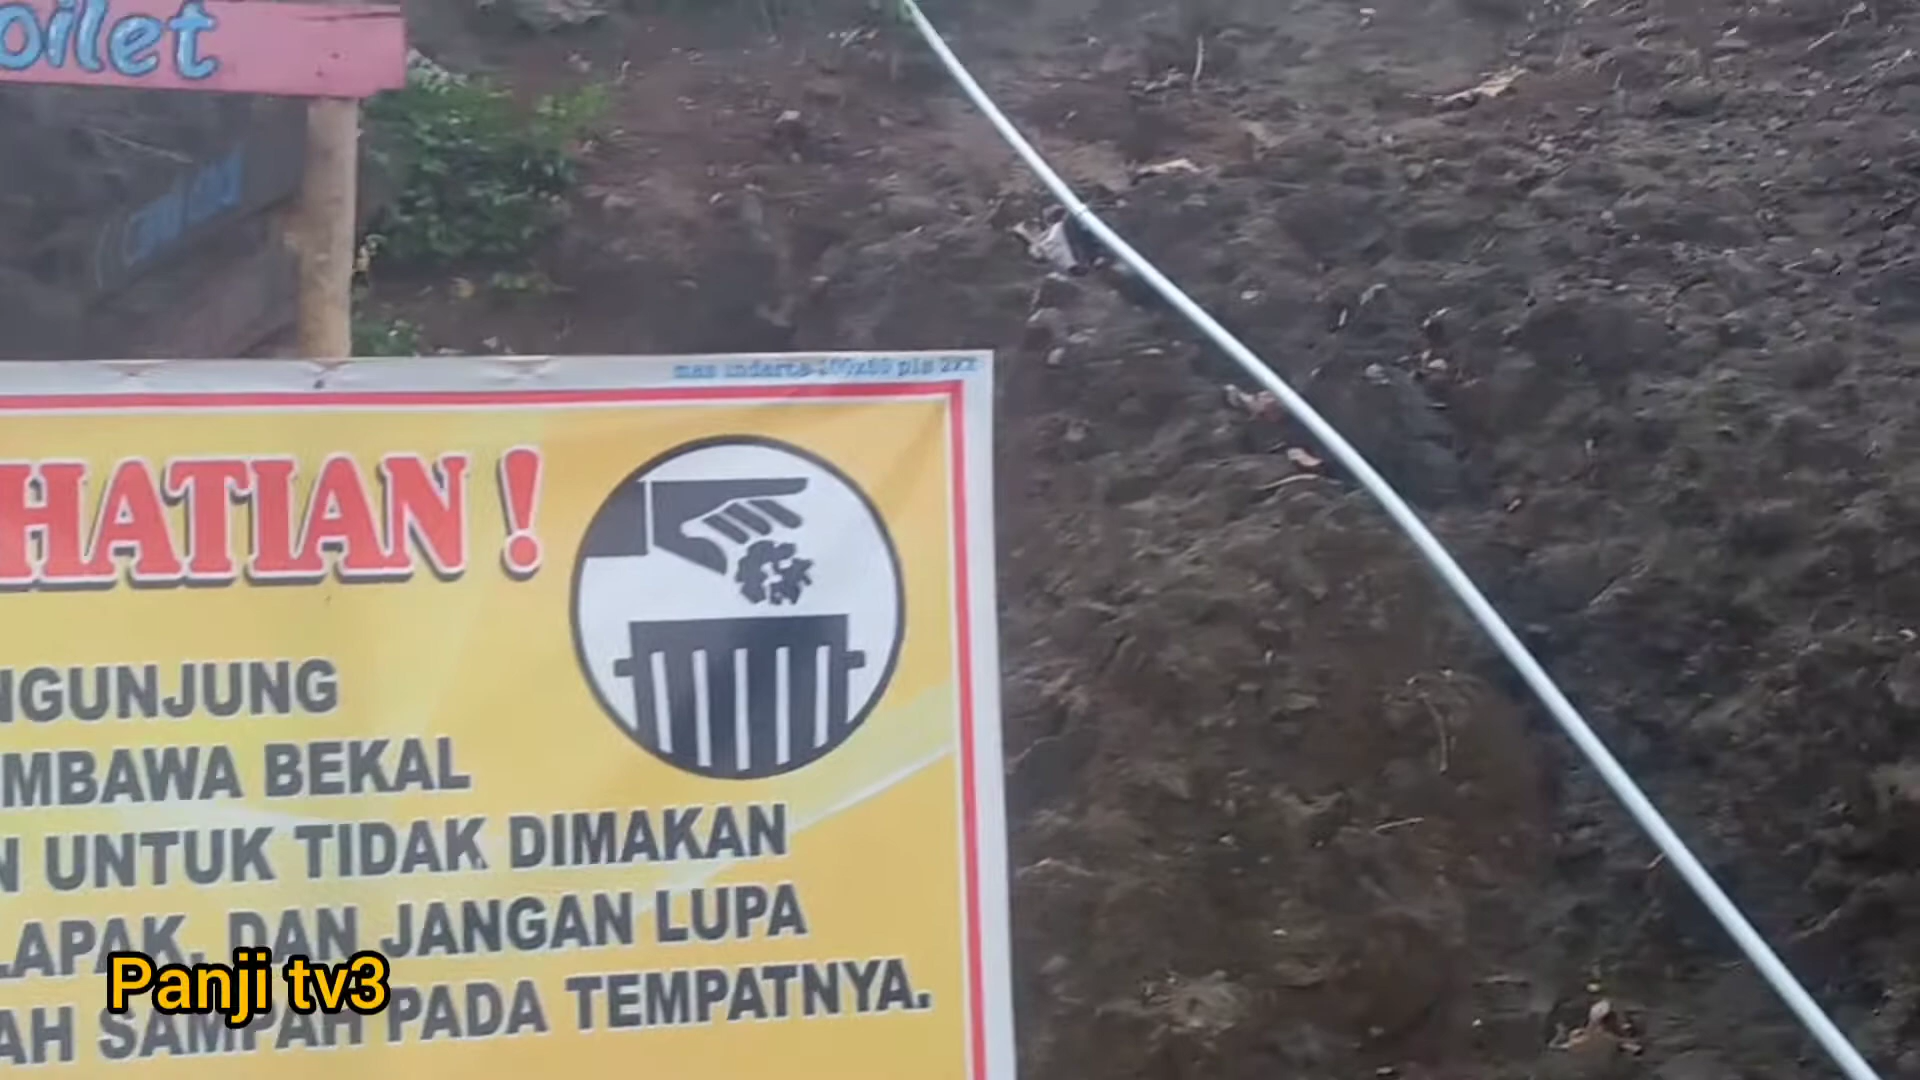 oilet
HATIAN !
NGUNJUNG
MBAWA BEKAL
N UNTUK TIDAK DIMAKAN
LAPAK, DAN JANGAN LUPA
AH SAMPAH PADA TEMPATNYA.
Panji tv3